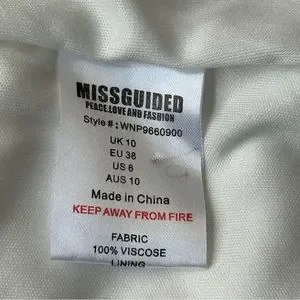 MISSGUIDED
PEACE.LOVE AND FASHION
Style#:WNP9660900
UK 10
EU 38
US 6
AUS 10
Made in China
KEEP AWAY FROM FIRE
FABRIC
100% VISCOSE
LINING